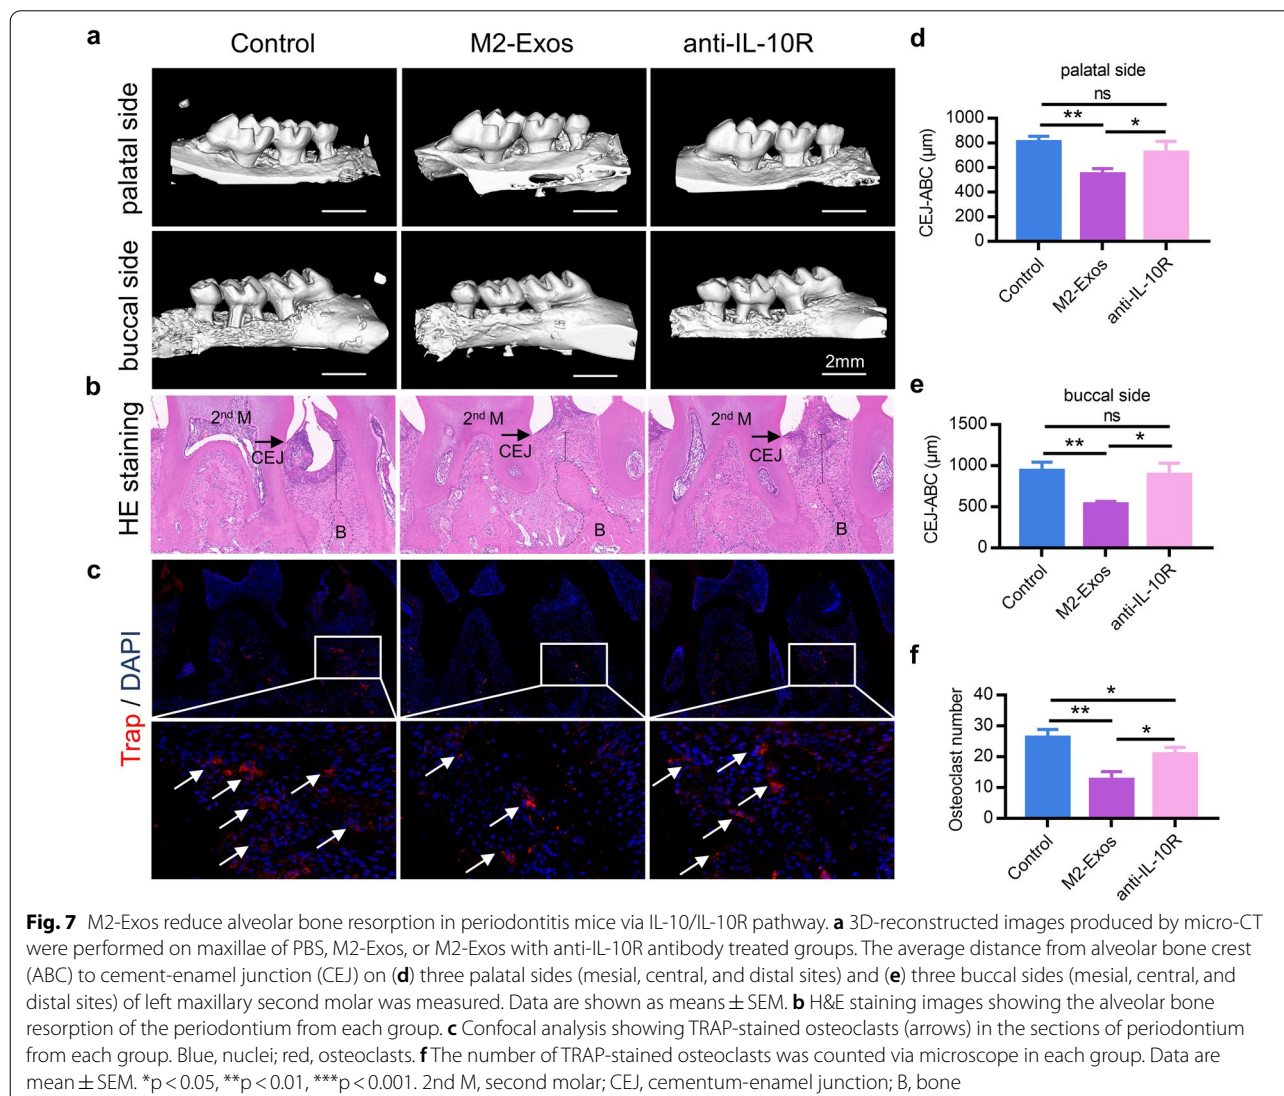 a
Control
M2-Exos
anti-IL-10R
palatal side
buccal side
2mm
b
HE staining
2nd M
CEJ
B
2nd M
CEJ
B
2nd M
CEJ
B
c
Trap / DAPI
d
palatal side
ns
**
*
CEJ-ABC (µm)
1000
800
600
400
200
0
Control
M2-Exos
anti-IL-10R
e
buccal side
ns
**
*
CEJ-ABC (µm)
1500
1000
500
0
Control
M2-Exos
anti-IL-10R
f
*
**
*
Osteoclast number
40
30
20
10
0
Control
M2-Exos
anti-IL-10R
Fig. 7 M2-Exos reduce alveolar bone resorption in periodontitis mice via IL-10/IL-10R pathway. a 3D-reconstructed images produced by micro-CT
were performed on maxillae of PBS, M2-Exos, or M2-Exos with anti-IL-10R antibody treated groups. The average distance from alveolar bone crest
(ABC) to cement-enamel junction (CEJ) on (d) three palatal sides (mesial, central, and distal sites) and (e) three buccal sides (mesial, central, and
distal sites) of left maxillary second molar was measured. Data are shown as means ± SEM. b H&E staining images showing the alveolar bone
resorption of the periodontium from each group. c Confocal analysis showing TRAP-stained osteoclasts (arrows) in the sections of periodontium
from each group. Blue, nuclei; red, osteoclasts. f The number of TRAP-stained osteoclasts was counted via microscope in each group. Data are
mean ± SEM. *p < 0.05, **p < 0.01, ***p < 0.001. 2nd M, second molar; CEJ, cementum-enamel junction; B, bone